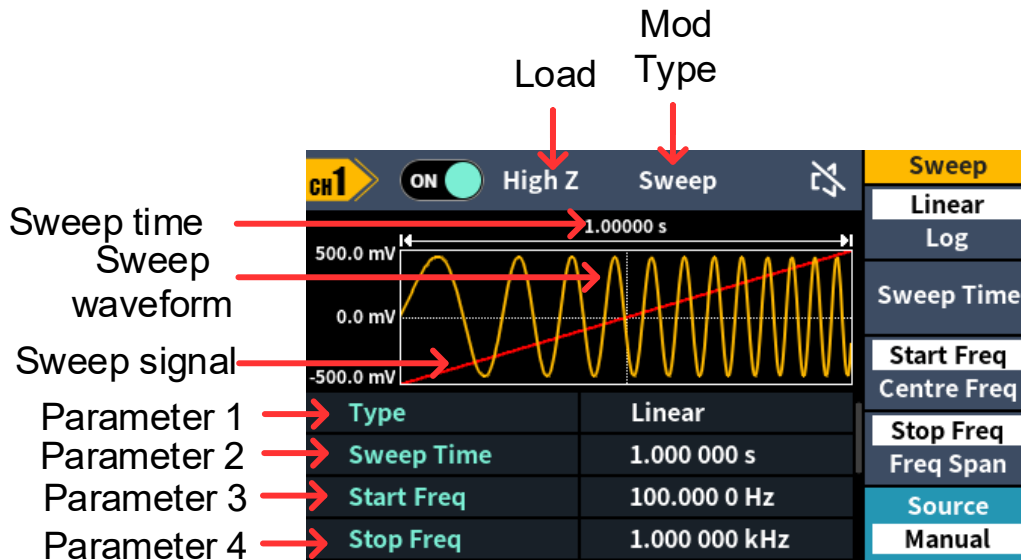 Mod
Type
Load
CH1 ON High Z Sweep
Sweep
Linear
Log
Sweep Time
Start Freq
Centre Freq
Stop Freq
Freq Span
Source
Manual
Sweep time
1.00000 s
Sweep
waveform
500.0 mV
0.0 mV
Sweep signal
-500.0 mV
Parameter 1 Type Linear
Parameter 2 Sweep Time 1.000 000 s
Parameter 3 Start Freq 100.000 0 Hz
Parameter 4 Stop Freq 1.000 000 kHz